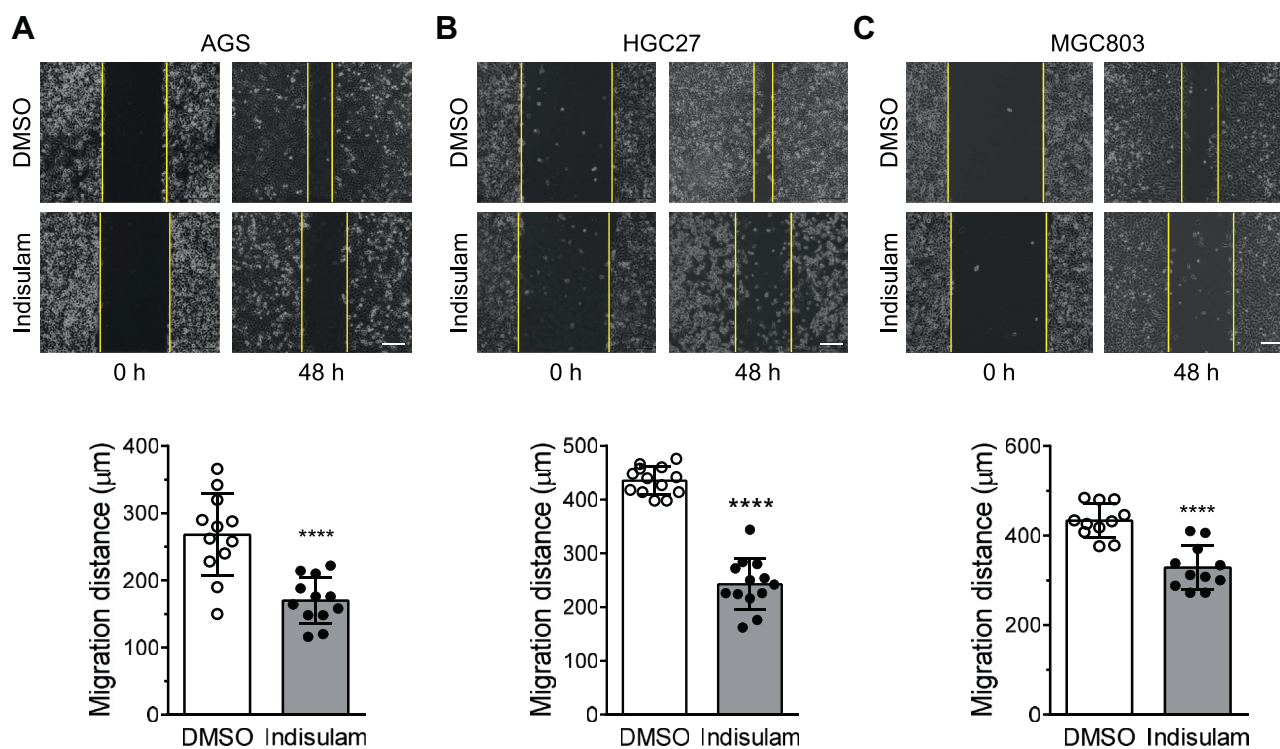 A
AGS
DMSO
Indisulam
0 h
48 h
Migration distance (μm)
400
300
200
100
0
DMSO
Indisulam
****
B
HGC27
DMSO
Indisulam
0 h
48 h
Migration distance (μm)
500
400
300
200
100
0
DMSO
Indisulam
****
C
MGC803
DMSO
Indisulam
0 h
48 h
Migration distance (μm)
600
400
200
0
DMSO
Indisulam
****